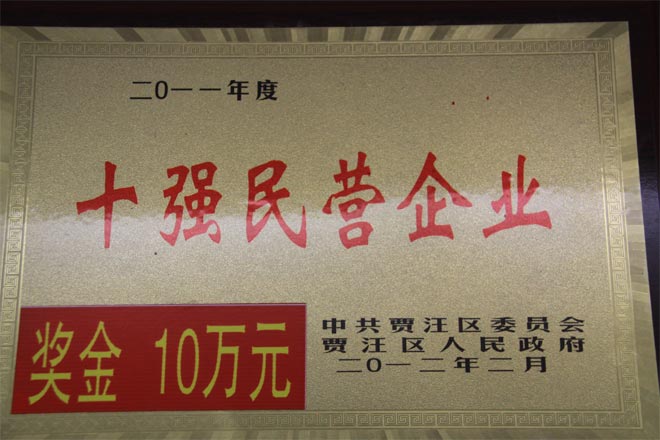 二〇一一年度
十强民营企业
奖金 10万元
中共贾汪区委员会
贾汪区人民政府
二〇一二年二月